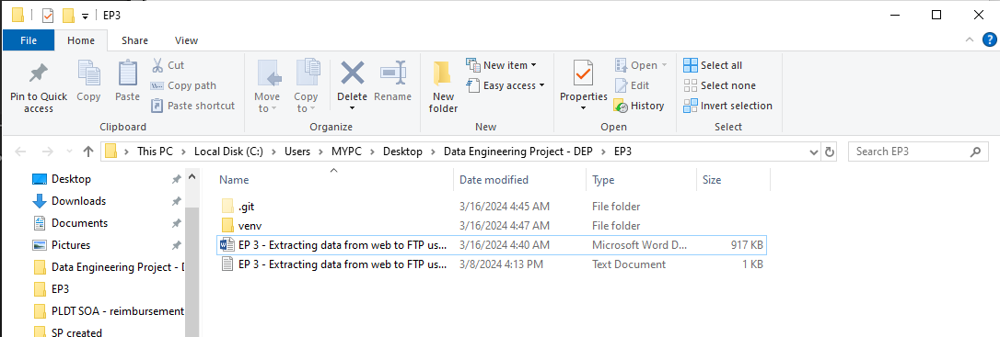 EP3
File Home Share View
Pin to Quick access
Copy
Paste
Cut
Copy path
Paste shortcut
Clipboard
Move to
Copy to
Delete
Rename
Organize
New folder
New item
Easy access
New
Properties
Open
Edit
History
Open
Select all
Select none
Invert selection
Select
This PC > Local Disk (C:) > Users > MYPC > Desktop > Data Engineering Project - DEP > EP3
Search EP3
Desktop
Downloads
Documents
Pictures
Data Engineering Project - D
EP3
PLDT SOA - reimbursement
SP created
Name Date modified Type Size
.git 3/16/2024 4:45 AM File folder
venv 3/16/2024 4:47 AM File folder
EP 3 - Extracting data from web to FTP us... 3/16/2024 4:40 AM Microsoft Word D... 917 KB
EP 3 - Extracting data from web to FTP us... 3/8/2024 4:13 PM Text Document 1 KB